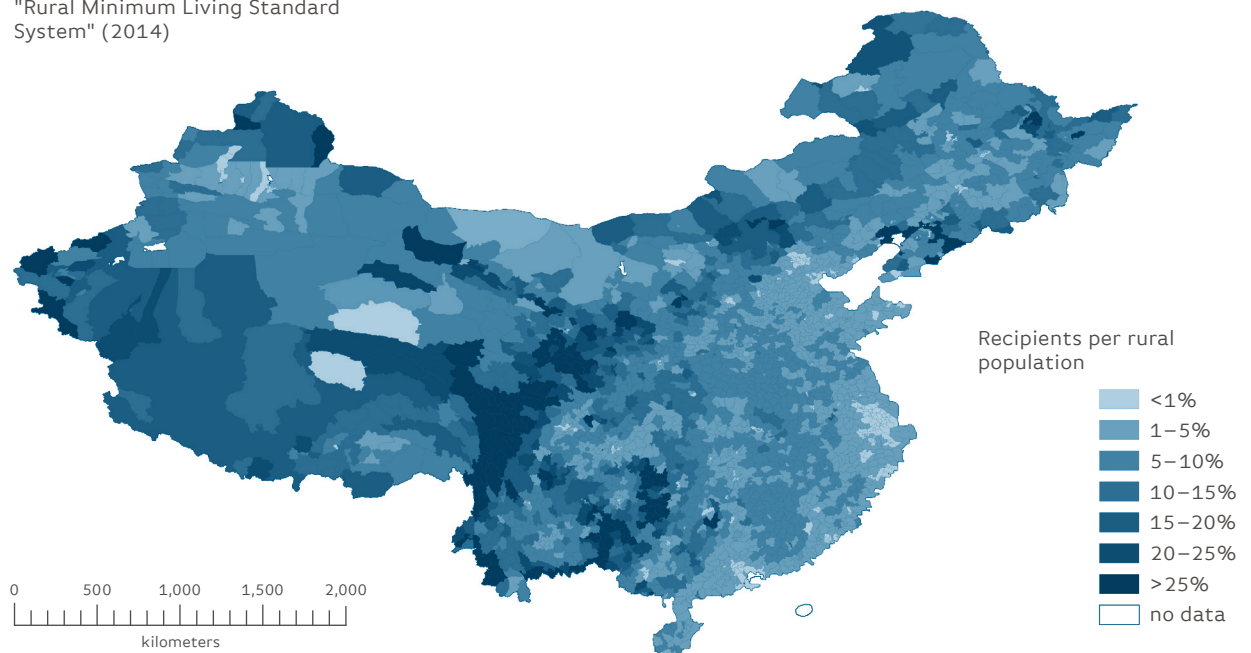 "Rural Minimum Living Standard
System" (2014)
Recipients per rural
population
<1%
1–5%
5–10%
10–15%
15–20%
20–25%
>25%
no data
0 500 1,000 1,500 2,000
kilometers